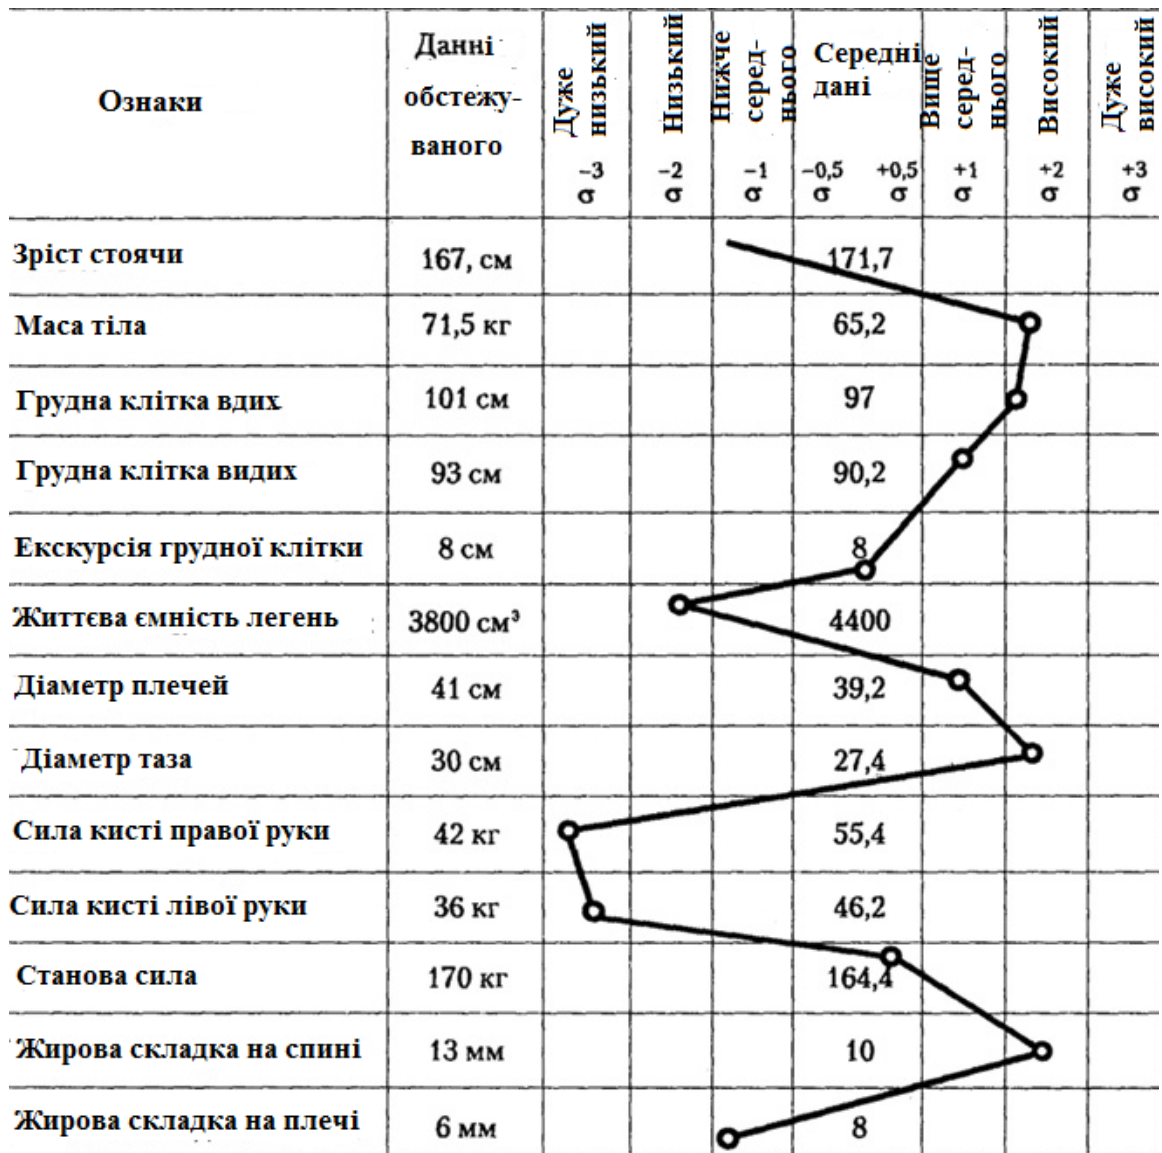 Ознаки
Данні
обстежу-
ваного
Дуже
низький
Низький
Нижче
серед-
нього
Середні
дані
Вище
серед-
нього
Високий
Дуже
високий
–3 –2 –1 –0,5 +0,5 +1 +2 +3
σ σ σ σ σ σ σ σ
Зріст стоячи 167, см 171,7
Маса тіла 71,5 кг 65,2
Грудна клітка вдих 101 см 97
Грудна клітка видих 93 см 90,2
Екскурсія грудної клітки 8 см 8
Життєва ємність легень 3800 см³ 4400
Діаметр плечей 41 см 39,2
Діаметр таза 30 см 27,4
Сила кисті правої руки 42 кг 55,4
Сила кисті лівої руки 36 кг 46,2
Станова сила 170 кг 164,4
Жирова складка на спині 13 мм 10
Жирова складка на плечі 6 мм 8